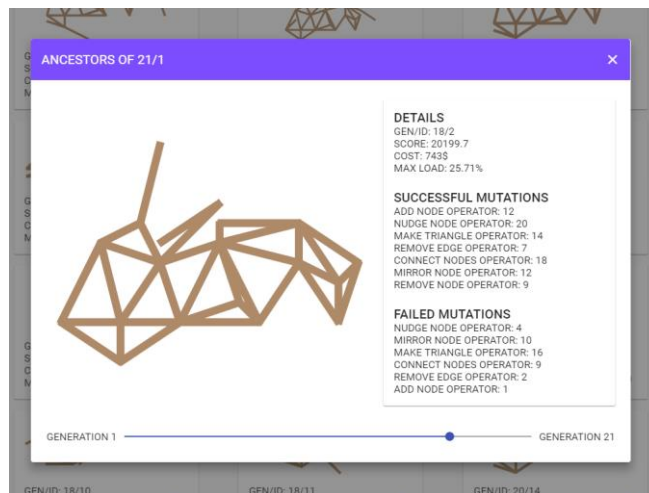 ANCESTORS OF 21/1
DETAILS
GEN/ID: 18/2
SCORE: 20199.7
COST: 743$
MAX LOAD: 25.71%
SUCCESSFUL MUTATIONS
ADD NODE OPERATOR: 12
NUDGE NODE OPERATOR: 20
MAKE TRIANGLE OPERATOR: 14
REMOVE EDGE OPERATOR: 7
CONNECT NODES OPERATOR: 18
MIRROR NODE OPERATOR: 12
REMOVE NODE OPERATOR: 9
FAILED MUTATIONS
NUDGE NODE OPERATOR: 4
MIRROR NODE OPERATOR: 10
MAKE TRIANGLE OPERATOR: 16
CONNECT NODES OPERATOR: 9
REMOVE EDGE OPERATOR: 2
ADD NODE OPERATOR: 1
GENERATION 1
GENERATION 21
GEN/ID: 18/10
GEN/ID: 18/11
GEN/ID: 20/14